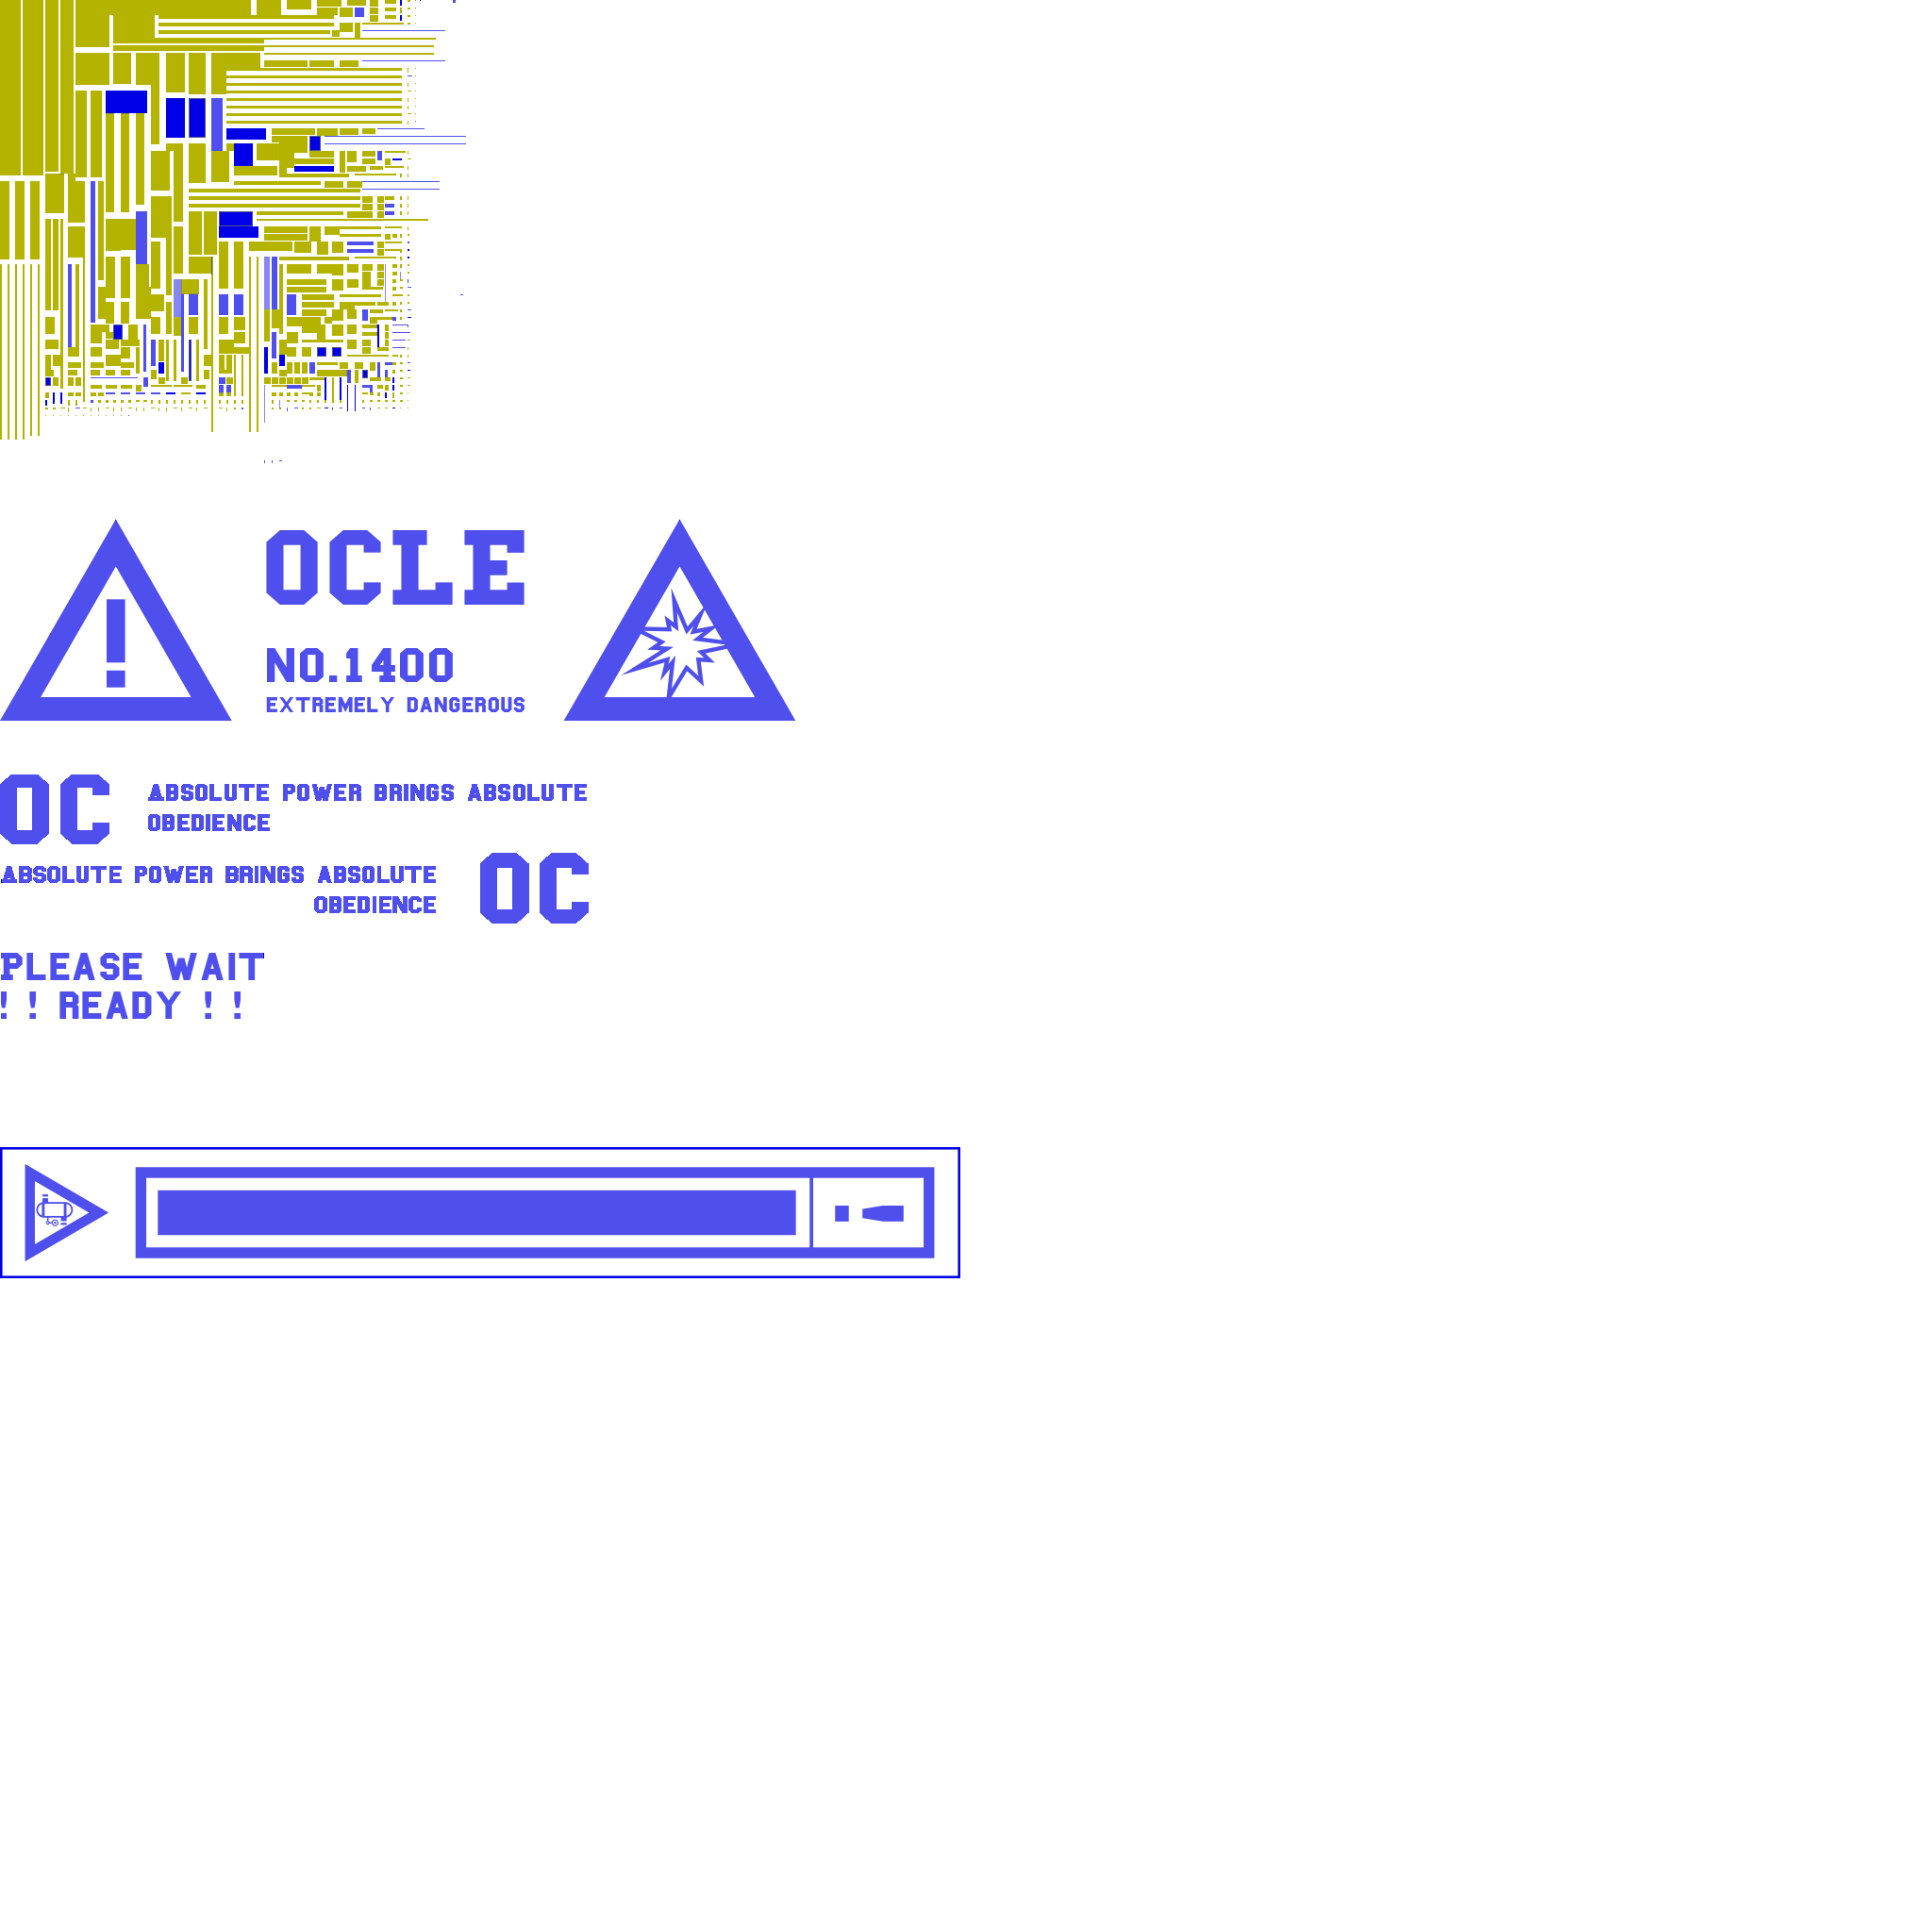 OCLE
NO.1400
EXTREMELY DANGEROUS
OC
ABSOLUTE POWER BRINGS ABSOLUTE
OBEDIENCE
ABSOLUTE POWER BRINGS ABSOLUTE
OBEDIENCE
OC
PLEASE WAIT
!! READY !!